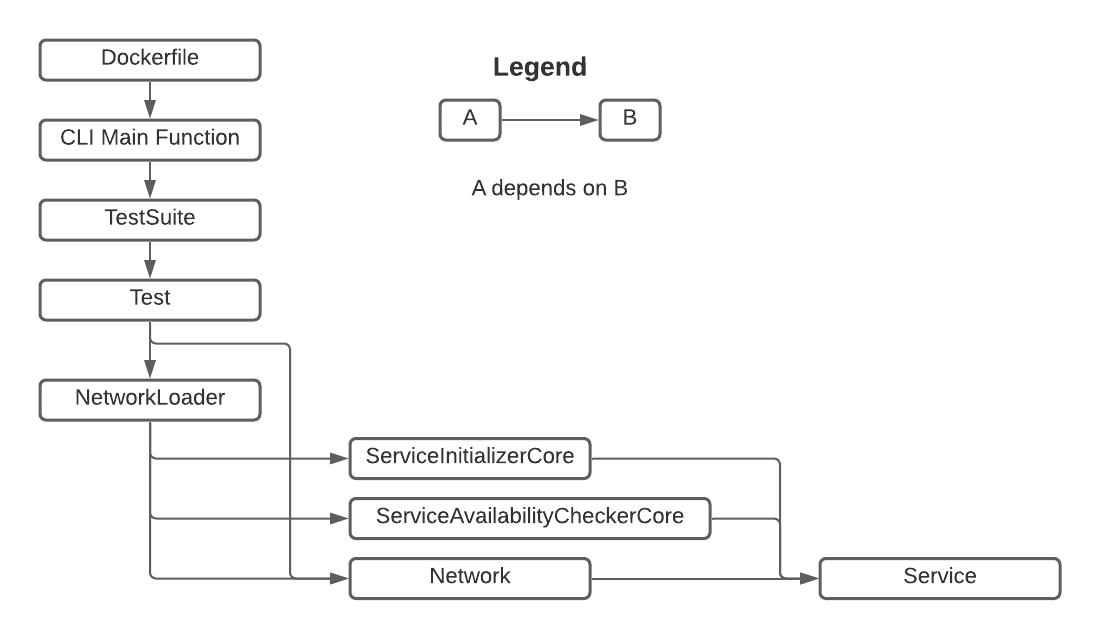 Dockerfile
CLI Main Function
TestSuite
Test
NetworkLoader
Legend
A
B
A depends on B
ServiceInitializerCore
ServiceAvailabilityCheckerCore
Network
Service